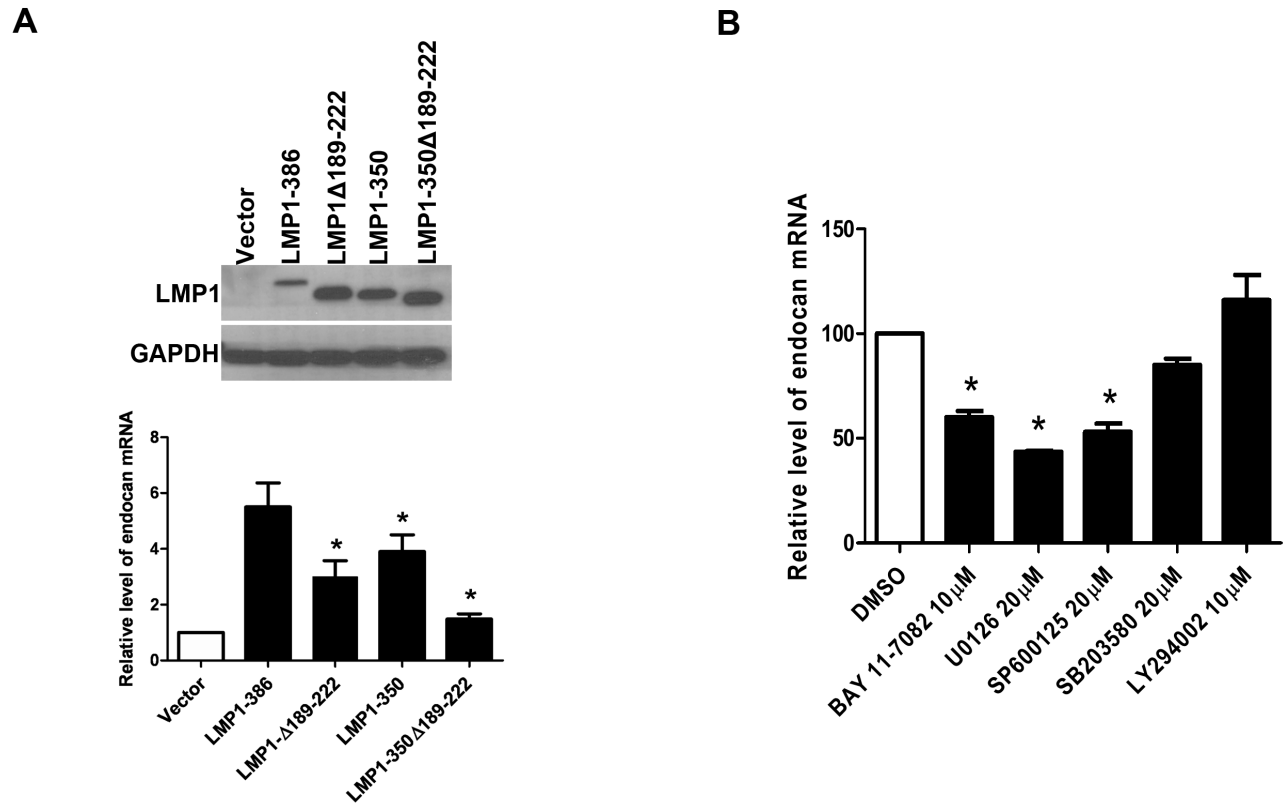 A
Vector
LMP1-386
LMP1Δ189-222
LMP1-350
LMP1-350Δ189-222
LMP1
GAPDH
Relative level of endocan mRNA
8
6
4
2
0
*
*
*
Vector
LMP1-386
LMP1-Δ189-222
LMP1-350
LMP1-350Δ189-222
B
Relative level of endocan mRNA
150
100
50
0
*
*
*
DMSO
BAY 11-7082 10μM
U0126 20μM
SP600125 20μM
SB203580 20μM
LY294002 10μM